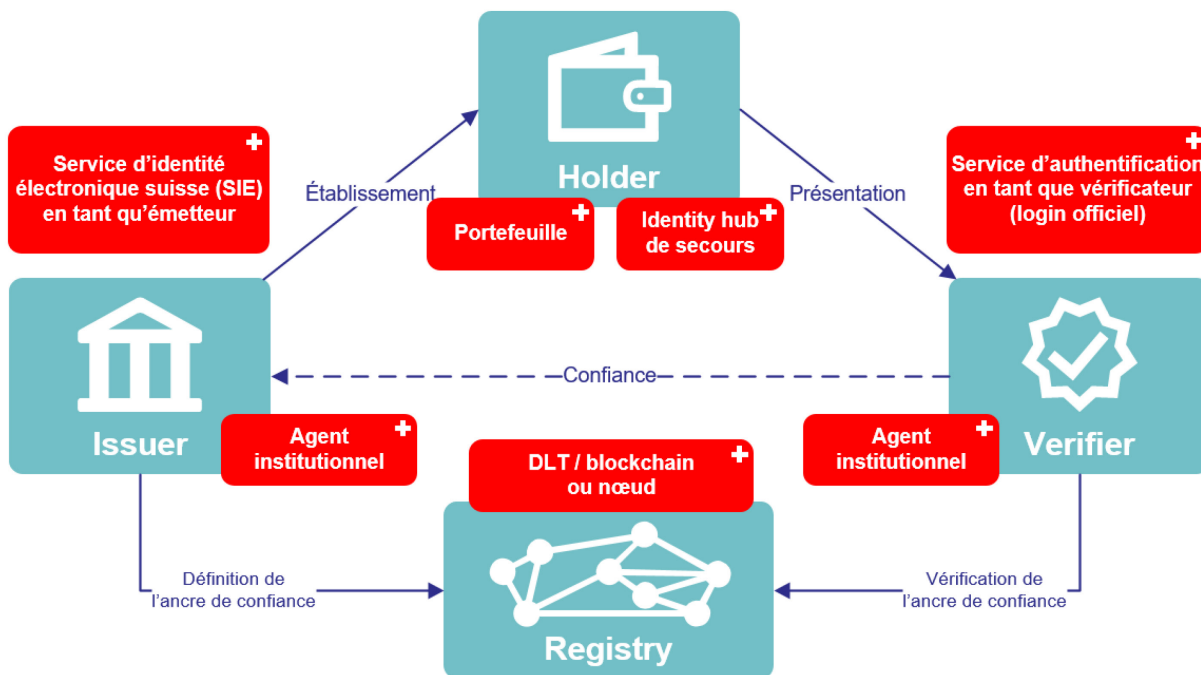 Service d’identité
électronique suisse (SIE)
en tant qu’émetteur
Holder
Portefeuille
Identity hub
de secours
Établissement
Présentation
Service d’authentification
en tant que vérificateur
(login officiel)
Confiance
Issuer
Agent
institutionnel
DLT / blockchain
ou nœud
Agent
institutionnel
Verifier
Définition de
l’ancre de confiance
Registry
Vérification de
l’ancre de confiance